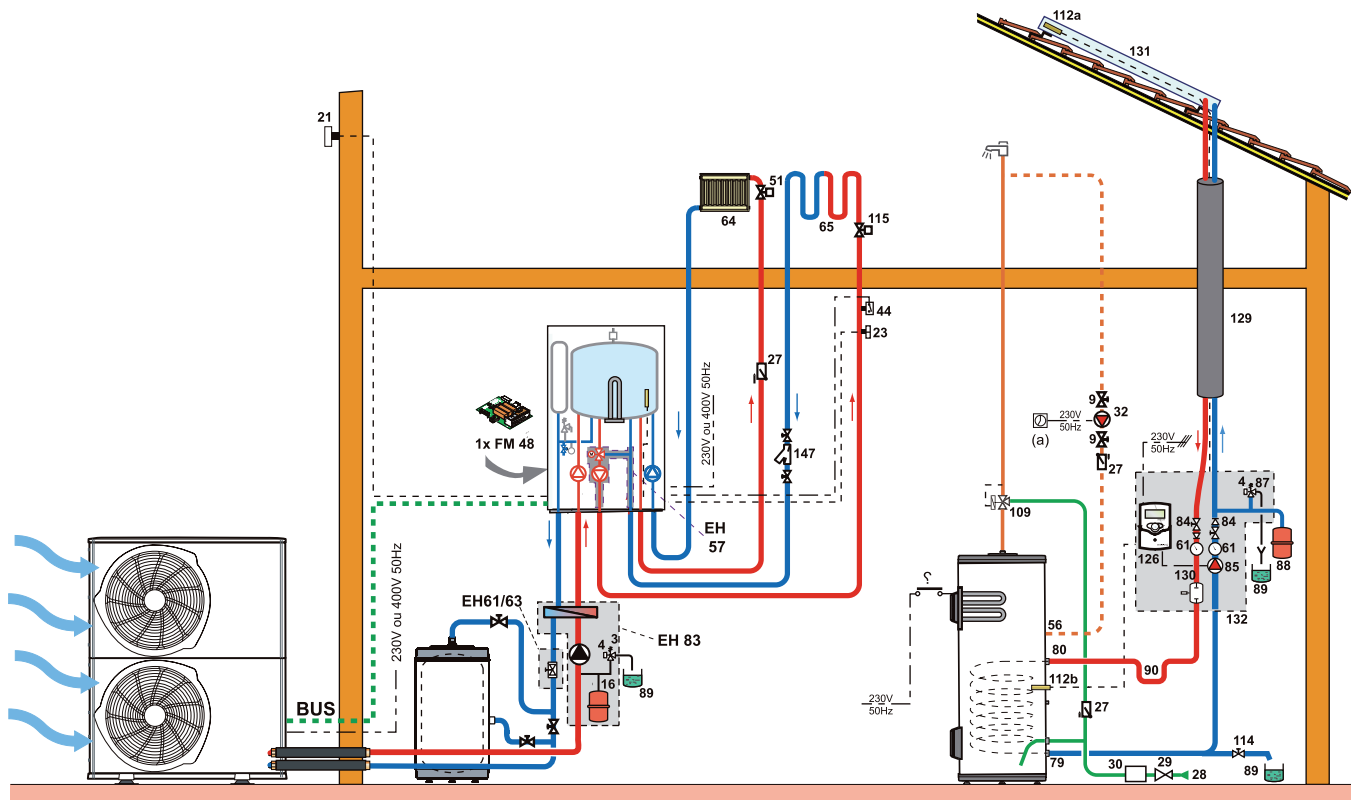 112a
131
21
51
64
65
115
44
23
129
27
230V ou 400V 50Hz
1x FM 48
147
EH
57
9
32
230V
50Hz
(a)
9
27
230V
50Hz
4
87
109
84
84
61
61
126
85
130
88
89
132
230V ou 400V 50Hz
EH61/63
EH 83
4
3
16
89
BUS
?
56
80
90
112b
230V
50Hz
27
79
114
30
29
28
89